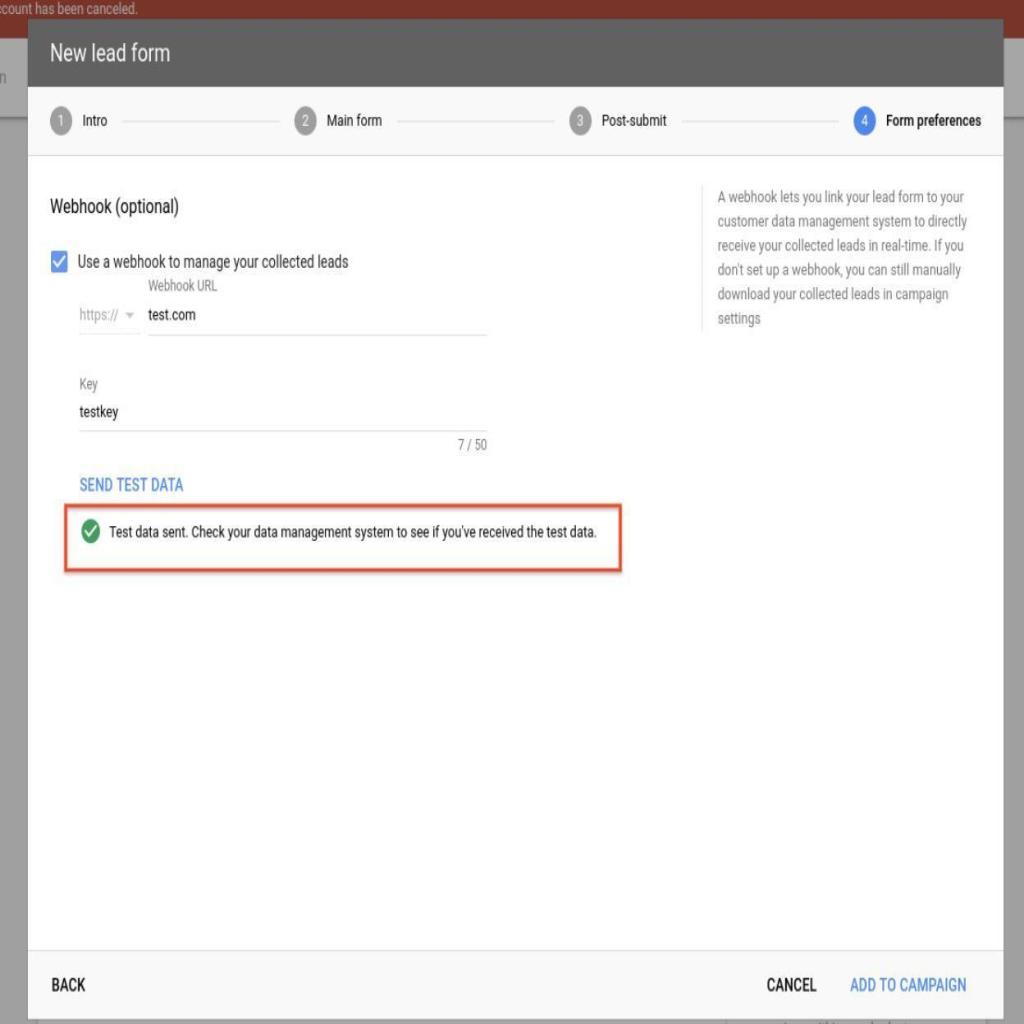 ccount has been canceled.
New lead form
1 Intro
2 Main form
3 Post-submit
4 Form preferences
Webhook (optional)
A webhook lets you link your lead form to your
customer data management system to directly
receive your collected leads in real-time. If you
don't set up a webhook, you can still manually
download your collected leads in campaign
settings
Use a webhook to manage your collected leads
Webhook URL
https:// test.com
Key
testkey
7 / 50
SEND TEST DATA
Test data sent. Check your data management system to see if you've received the test data.
BACK
CANCEL
ADD TO CAMPAIGN